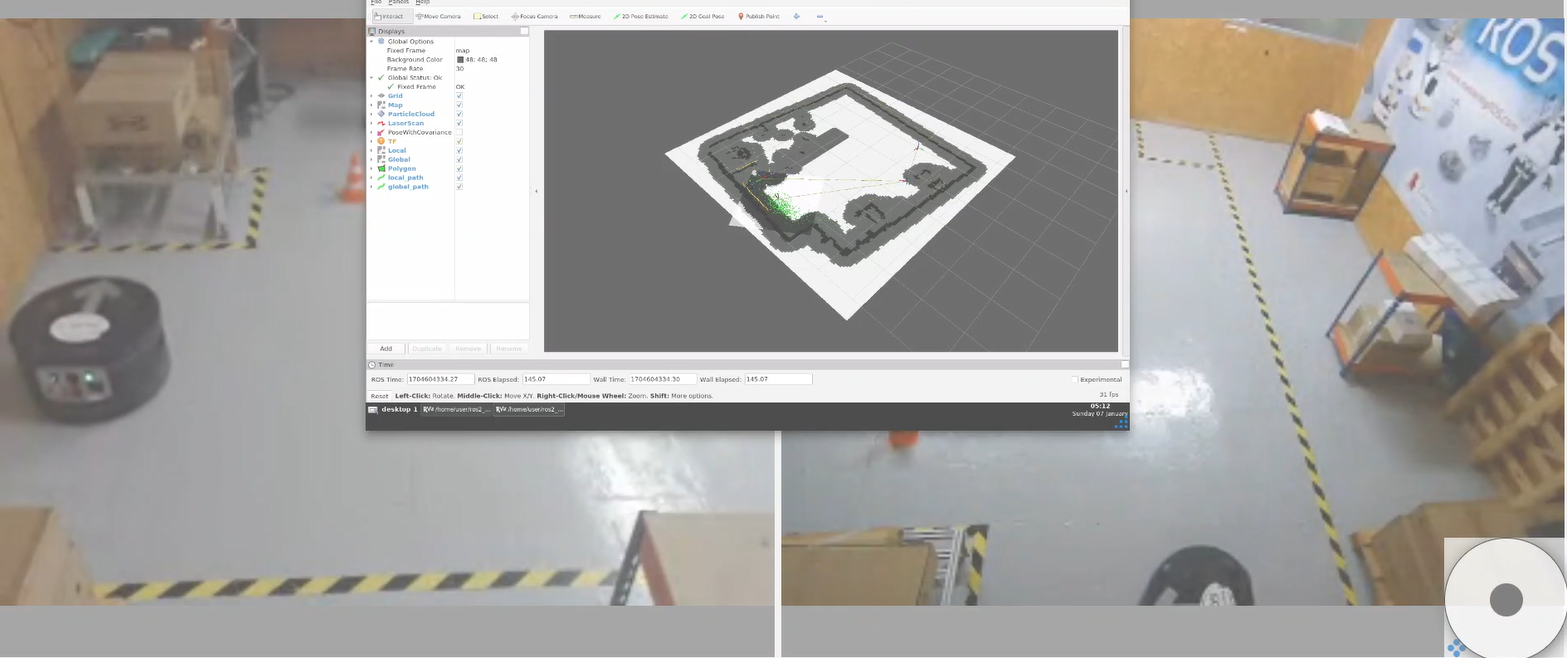 File Panels Help
Interact Move Camera Select Focus Camera Measure 2D Pose Estimate 2D Goal Pose Publish Point
Displays
Global Options
Fixed Frame map
Background Color 48; 48; 48
Frame Rate 30
Global Status: Ok
Fixed Frame OK
Grid
Map
ParticleCloud
LaserScan
PoseWithCovariance
TF
Local
Global
Polygon
local_path
global_path
Add Duplicate Remove Rename
Time
ROS Time: 1704604334.27 ROS Elapsed: 145.07 Wall Time: 1704604334.30 Wall Elapsed: 145.07 Experimental
Reset Left-Click: Rotate. Middle-Click: Move X/Y. Right-Click/Mouse Wheel: Zoom. Shift: More options. 31 fps
desktop 1 /home/user/ros2_... /home/user/ros2_... 05:12
Sunday 07 January
ROS